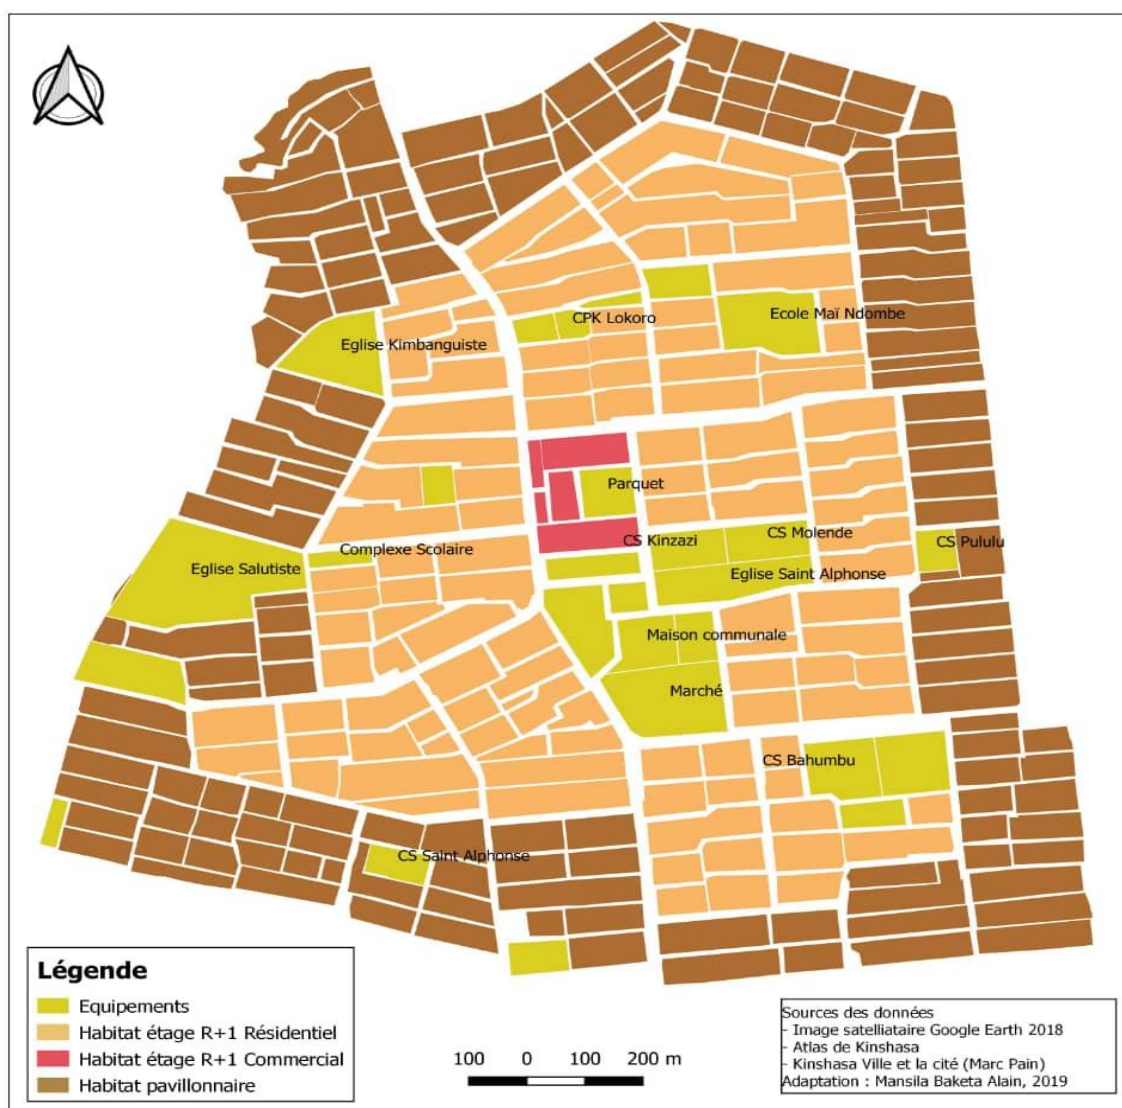 CPK Lokoro
Ecole Maï Ndombe
Eglise Kimbanguiste
Parquet
CS Kinzazi
CS Molende
CS Pululu
Complexe Scolaire
Eglise Salutiste
Eglise Saint Alphonse
Maison communale
Marché
CS Bahumbu
CS Saint Alphonse
Légende
Equipements
Habitat étage R+1 Résidentiel
Habitat étage R+1 Commercial
Habitat pavillonnaire
100 0 100 200 m
Sources des données
- Image satelliataire Google Earth 2018
- Atlas de Kinshasa
- Kinshasa Ville et la cité (Marc Pain)
Adaptation : Mansila Baketa Alain, 2019